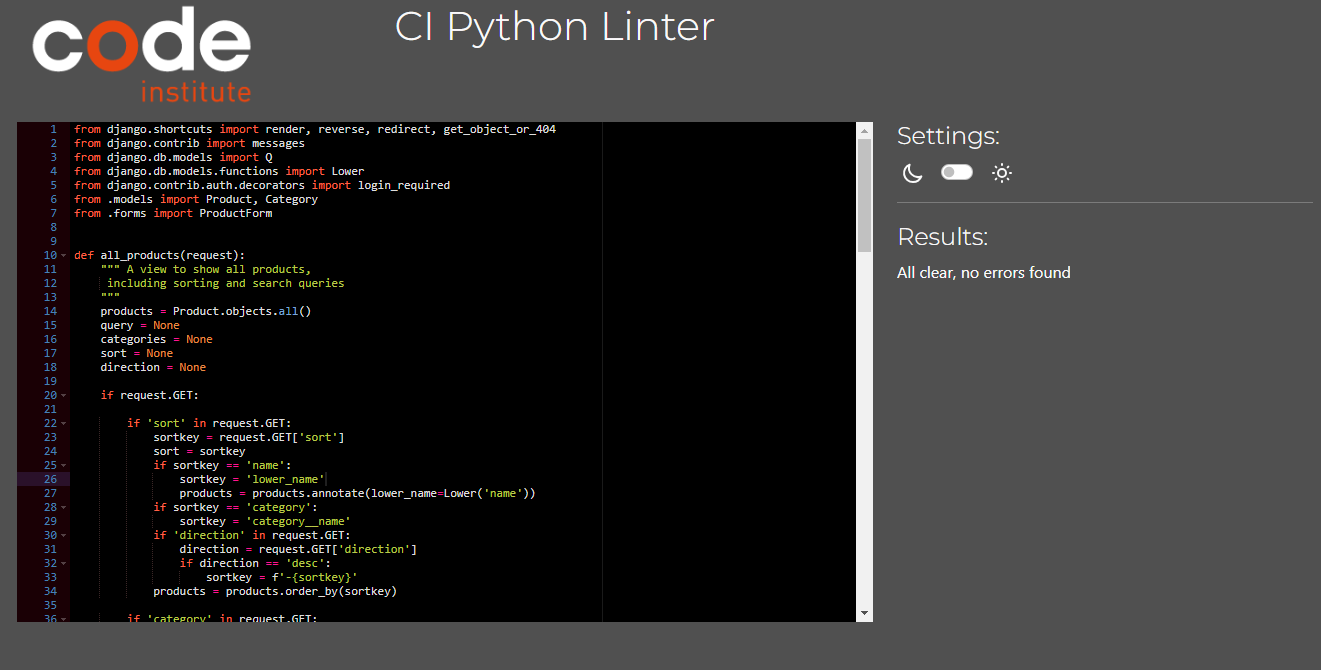 code
institute
CI Python Linter
1 from django.shortcuts import render, reverse, redirect, get_object_or_404
2 from django.contrib import messages
3 from django.db.models import Q
4 from django.db.models.functions import Lower
5 from django.contrib.auth.decorators import login_required
6 from .models import Product, Category
7 from .forms import ProductForm
8
9
10 def all_products(request):
11     """ A view to show all products,
12      including sorting and search queries
13     """
14     products = Product.objects.all()
15     query = None
16     categories = None
17     sort = None
18     direction = None
19
20     if request.GET:
21
22         if 'sort' in request.GET:
23             sortkey = request.GET['sort']
24             sort = sortkey
25             if sortkey == 'name':
26                 sortkey = 'lower_name'
27                 products = products.annotate(lower_name=Lower('name'))
28             if sortkey == 'category':
29                 sortkey = 'category__name'
30             if 'direction' in request.GET:
31                 direction = request.GET['direction']
32                 if direction == 'desc':
33                     sortkey = f'-{sortkey}'
34             products = products.order_by(sortkey)
35
36         if 'category' in request.GET:
Settings:
Results:
All clear, no errors found